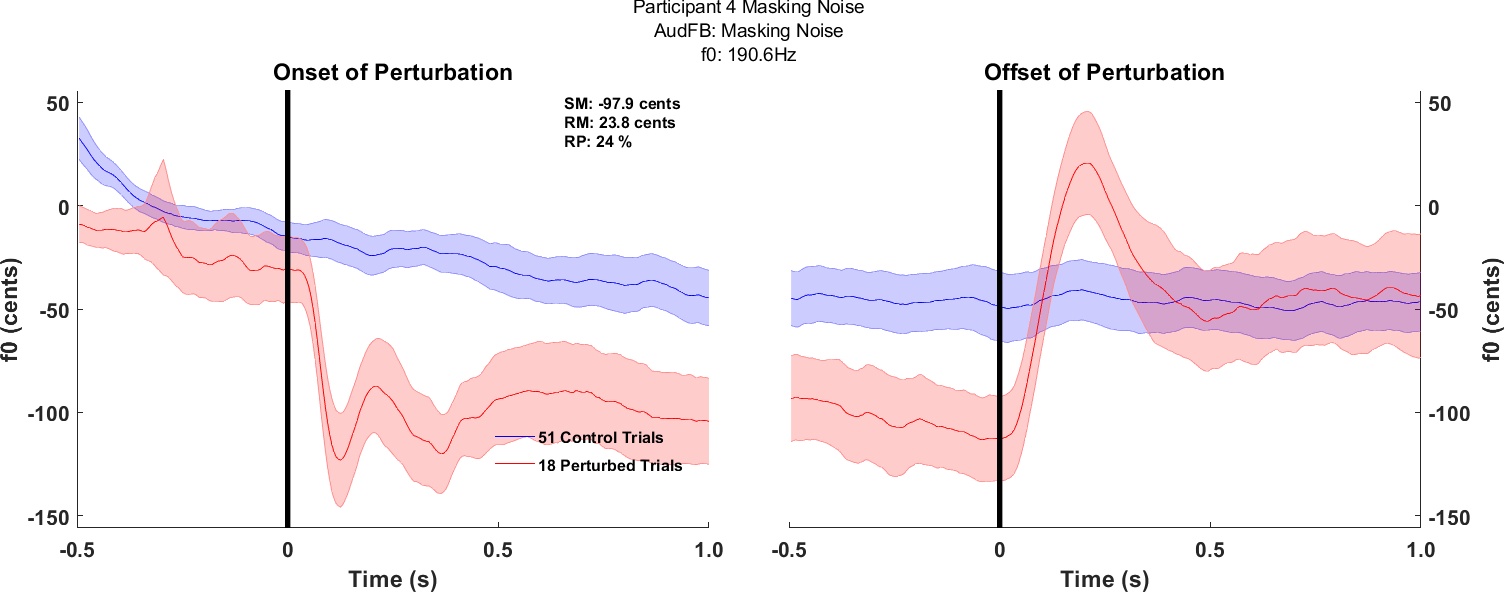 Participant 4 Masking Noise
AudFB: Masking Noise
f0: 190.6Hz
Onset of Perturbation
SM: -97.9 cents
RM: 23.8 cents
RP: 24 %
50
0
-50
-100
-150
f0 (cents)
51 Control Trials
18 Perturbed Trials
-0.5
0
0.5
1.0
Time (s)
Offset of Perturbation
50
0
-50
-100
-150
f0 (cents)
-0.5
0
0.5
1.0
Time (s)